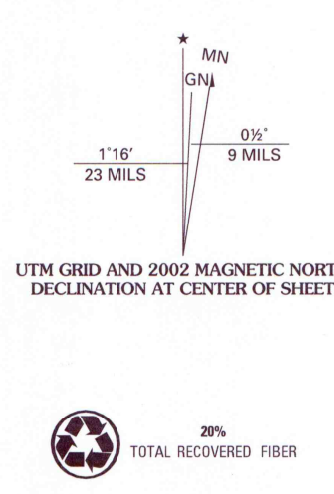 ★
MN
GN
0½°
9 MILS
1°16′
23 MILS
UTM GRID AND 2002 MAGNETIC NORT
DECLINATION AT CENTER OF SHEET
20%
TOTAL RECOVERED FIBER